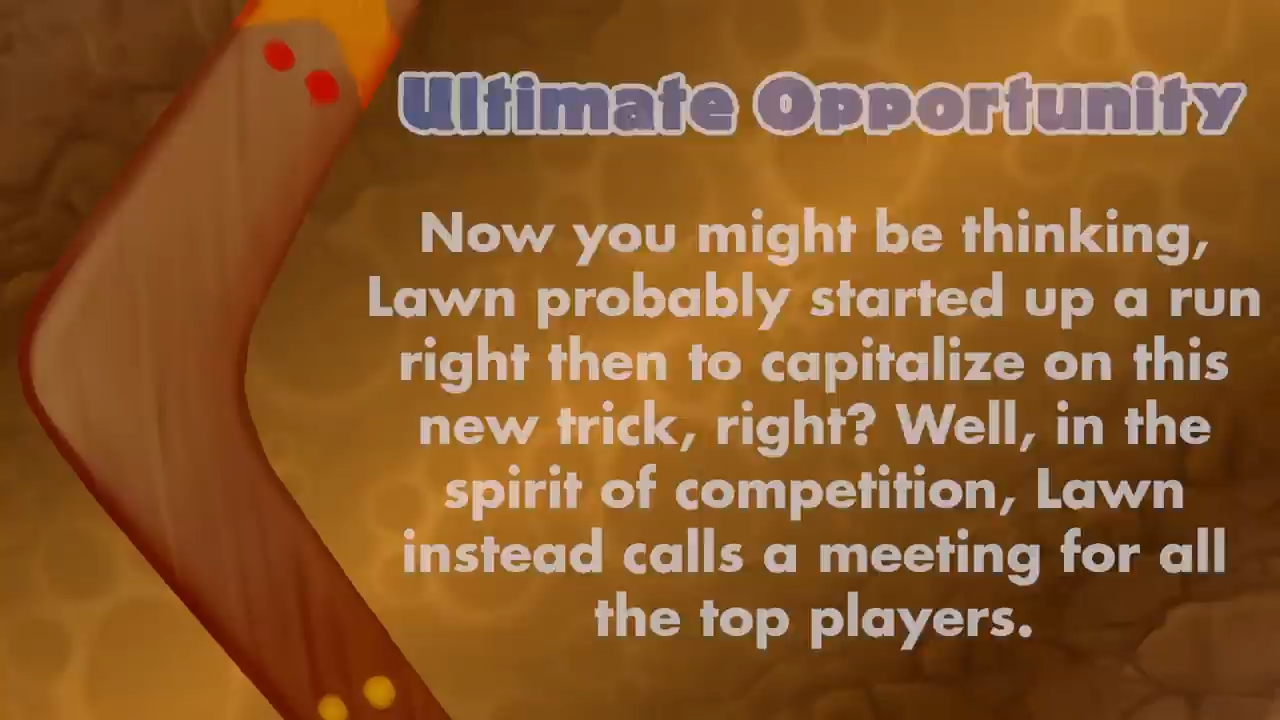 Ultimate Opportunity
Now you might be thinking,
Lawn probably started up a run
right then to capitalize on this
new trick, right? Well, in the
spirit of competition, Lawn
instead calls a meeting for all
the top players.